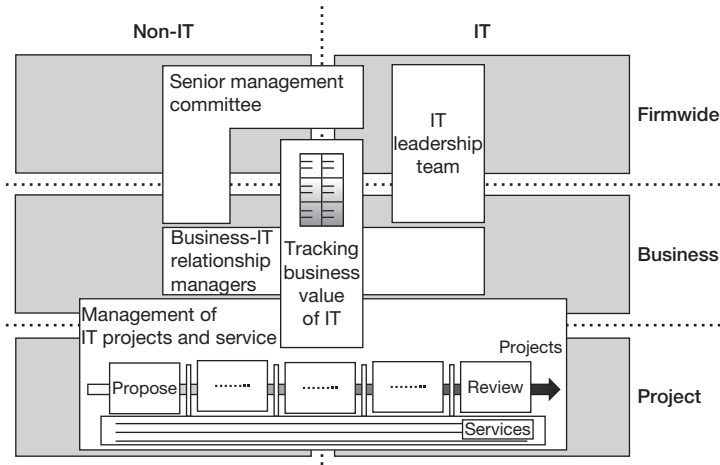 Non-IT
IT
Senior management
committee
IT
leadership
team
Firmwide
Business-IT
relationship
managers
Tracking
business
value
of IT
Business
Management of
IT projects and service
Projects
Propose
Review
Services
Project